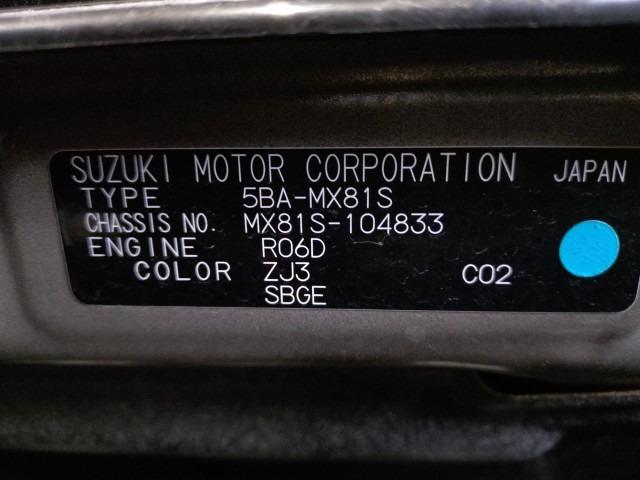 SUZUKI MOTOR CORPORATION JAPAN
TYPE 5BA-MX81S
CHASSIS NO. MX81S-104833
ENGINE R06D
COLOR ZJ3 C02
SBGE